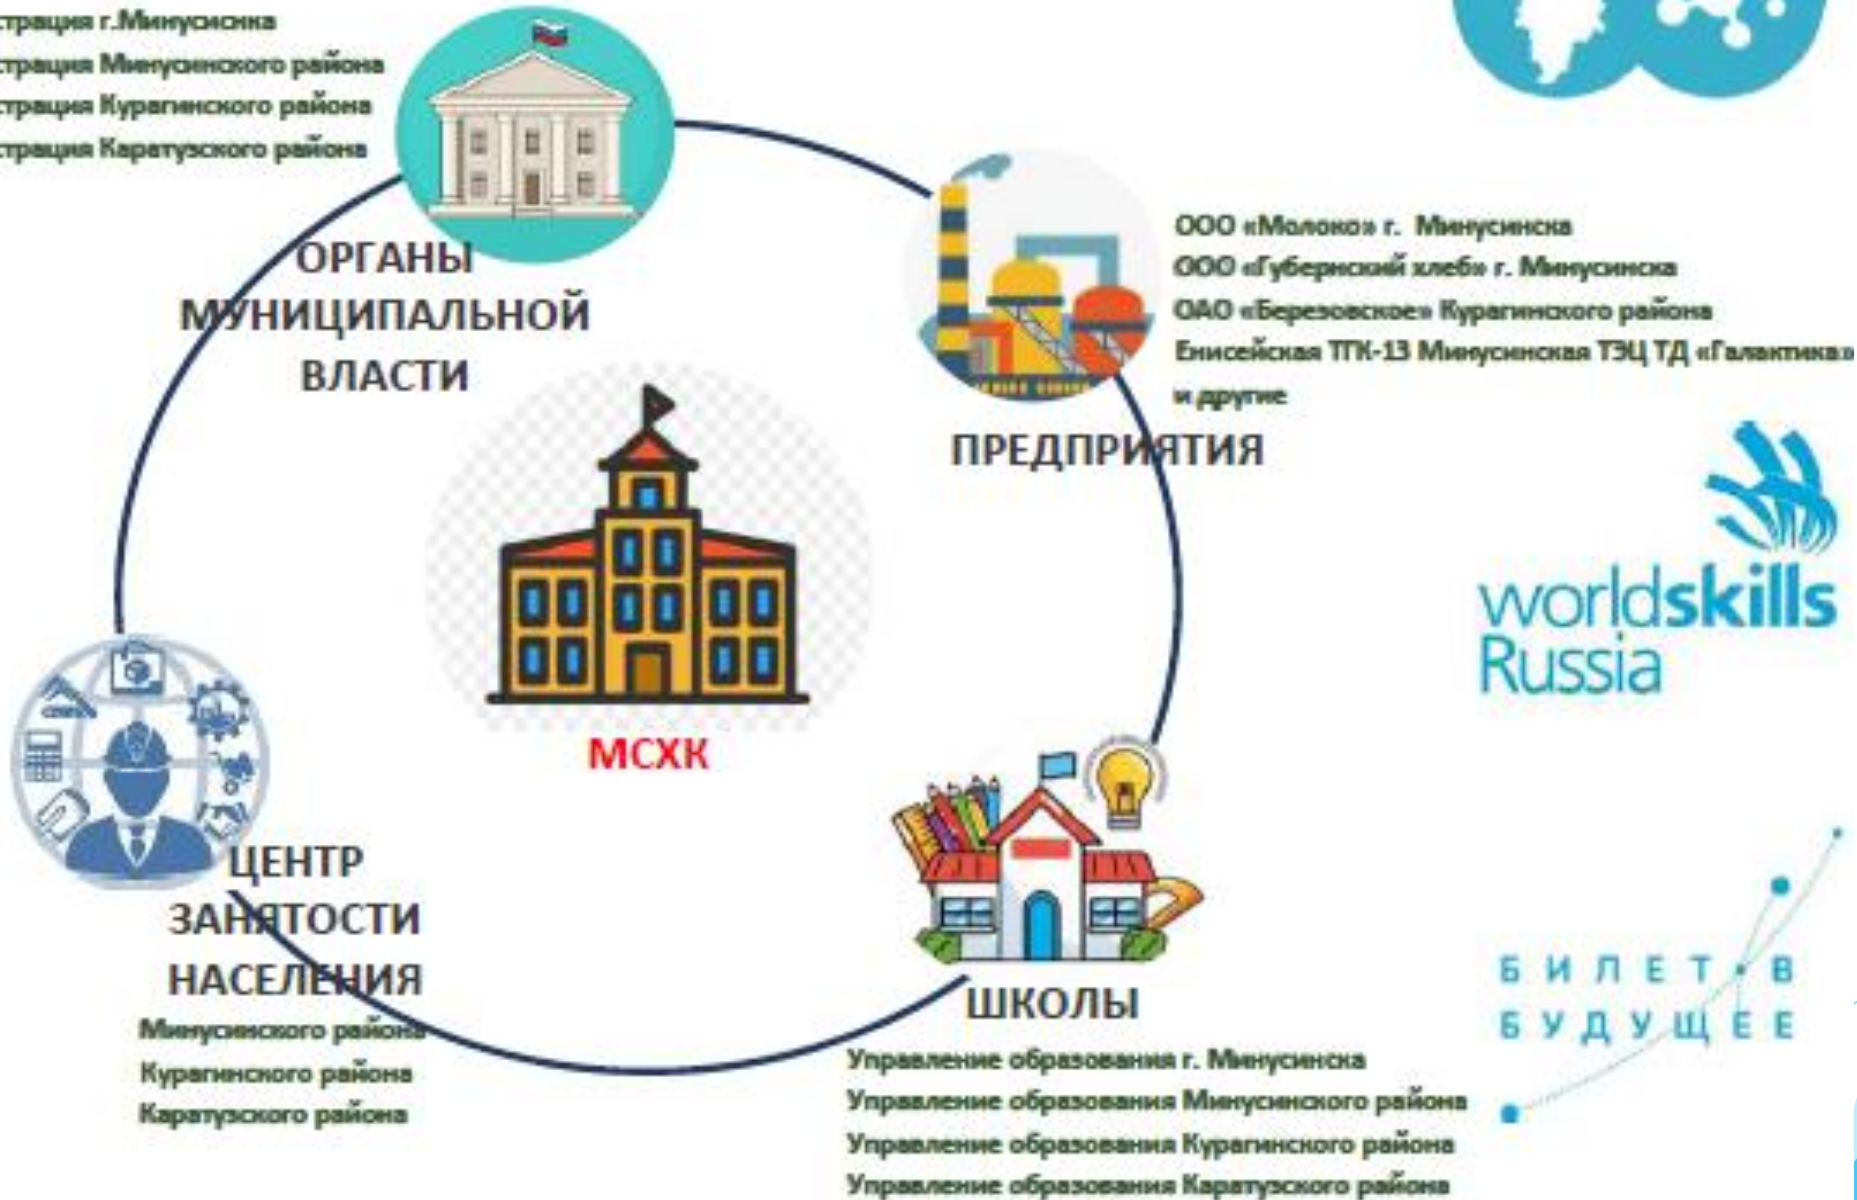 страция г.Минусиснка
страция Минусинского района
страция Курагинского района
страция Каратузского района
ОРГАНЫ
МУНИЦИПАЛЬНОЙ
ВЛАСТИ
ООО «Молоко» г. Минусинска
ООО «Губернский хлеб» г. Минусинска
ОАО «Березовское» Курагинского района
Енисейская ТГК-13 Минусинская ТЭЦ ТД «Галактика»
и другие
ПРЕДПРИЯТИЯ
worldskills
Russia
МСХК
ЦЕНТР
ЗАНЯТОСТИ
НАСЕЛЕНИЯ
Минусинского района
Курагинского района
Каратузского района
ШКОЛЫ
Управление образования г. Минусинска
Управление образования Минусинского района
Управление образования Курагинского района
Управление образования Каратузского района
БИЛЕТ В
БУДУЩЕЕ